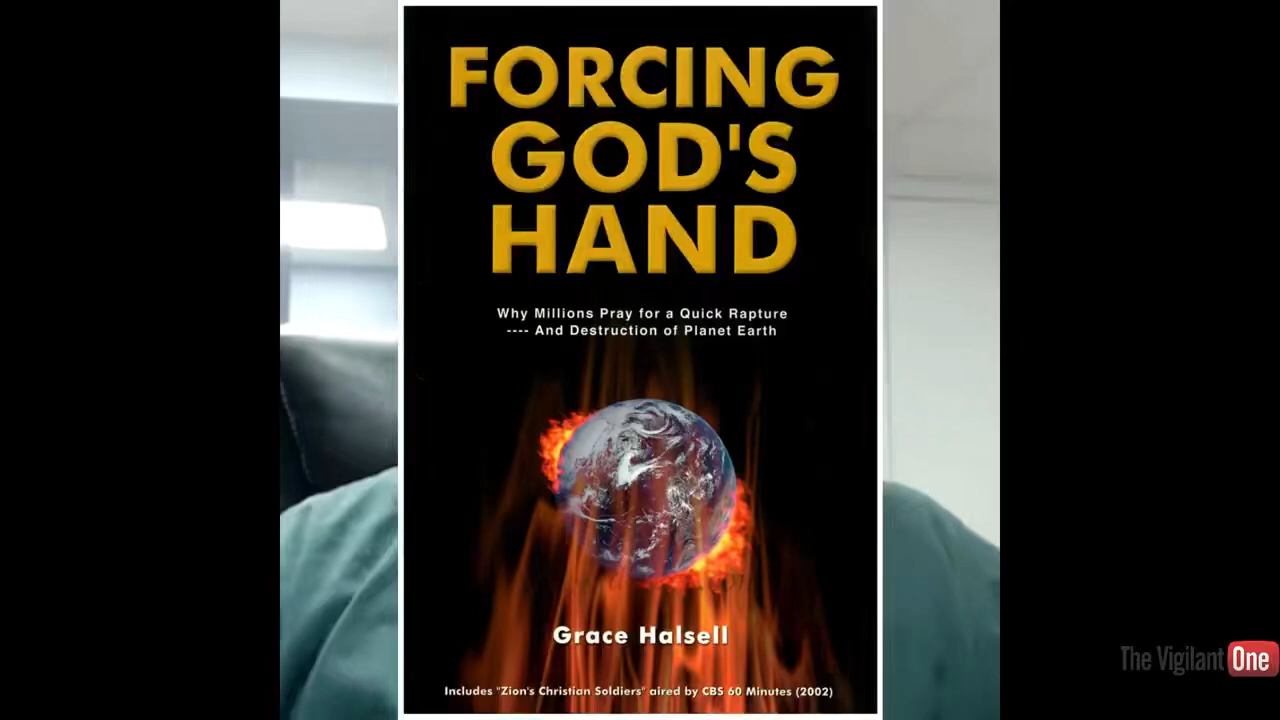 FORCING
GOD'S
HAND
Why Millions Pray for a Quick Rapture
---- And Destruction of Planet Earth
Grace Halsell
Includes "Zion's Christian Soldiers" aired by CBS 60 Minutes (2002)
The Vigilant One